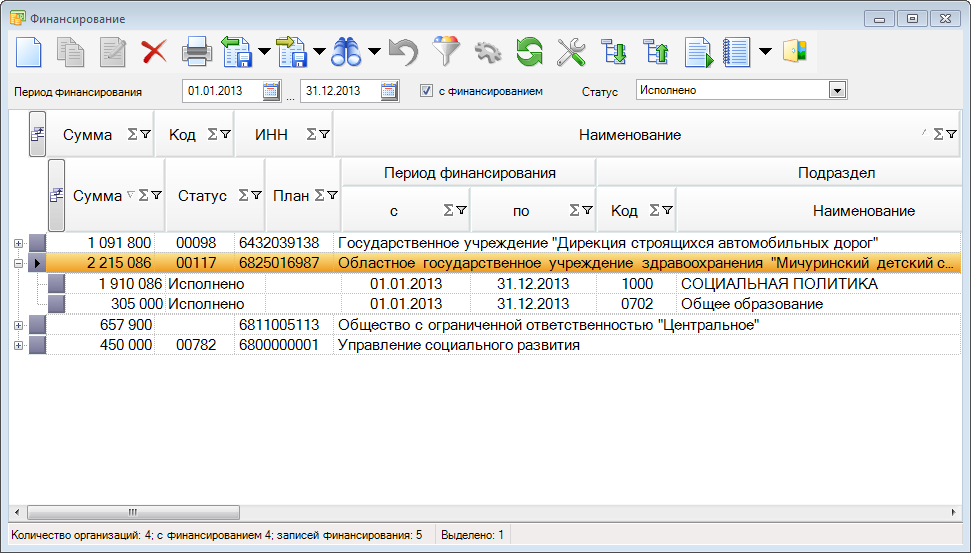 Финансирование
Период финансирования 01.01.2013 ... 31.12.2013 с финансированием Статус Исполнено
Сумма Σ Код Σ ИНН Σ Наименование Σ
Сумма Σ Статус Σ План Σ Период финансирования Подраздел
с Σ по Σ Код Σ Наименование
1 091 800 00098 6432039138 Государственное учреждение "Дирекция строящихся автомобильных дорог"
2 215 086 00117 6825016987 Областное государственное учреждение здравоохранения "Мичуринский детский с...
1 910 086 Исполнено 01.01.2013 31.12.2013 1000 СОЦИАЛЬНАЯ ПОЛИТИКА
305 000 Исполнено 01.01.2013 31.12.2013 0702 Общее образование
657 900 6811005113 Общество с ограниченной ответственностью "Центральное"
450 000 00782 6800000001 Управление социального развития
Количество организаций: 4; с финансированием 4; записей финансирования: 5 Выделено: 1